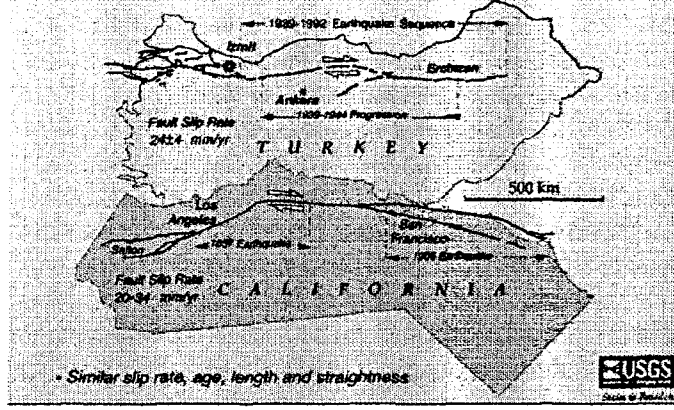 1939-1992 Earthquake Sequence
Izmit
Erzincan
Ankara
Fault Slip Rate
24±4 mm/yr
1939-1944 Progression
T U R K E Y
500 km
Los
Angeles
San
Francisco
1857 Earthquake
1906 Earthquake
Fault Slip Rate
20-34 mm/yr
C A L I F O R N I A
- Similar slip rate, age, length and straightness
USGS